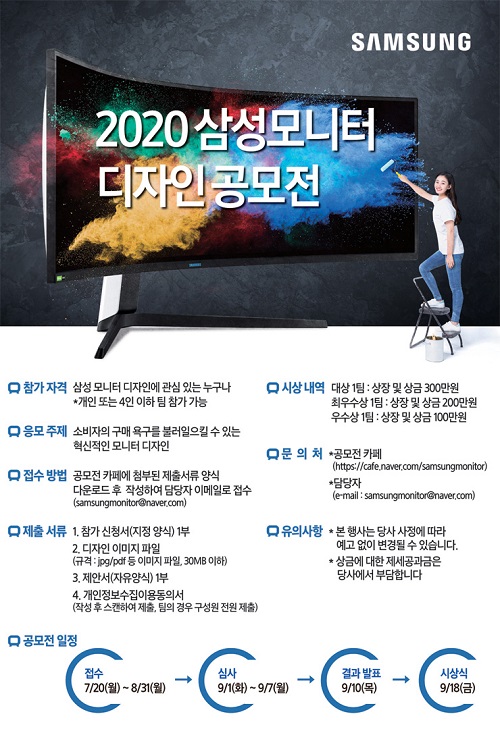 SAMSUNG
2020 삼성모니터
디자인 공모전
참가 자격 삼성 모니터 디자인에 관심 있는 누구나
*개인 또는 4인 이하 팀 참가 가능
응모 주제 소비자의 구매 욕구를 불러일으킬 수 있는
혁신적인 모니터 디자인
접수 방법 공모전 카페에 첨부된 제출서류 양식
다운로드 후 작성하여 담당자 이메일로 접수
(samsungmonitor@naver.com)
제출 서류 1. 참가 신청서(지정 양식) 1부
2. 디자인 이미지 파일
(규격 : jpg/pdf 등 이미지 파일, 30MB 이하)
3. 제안서(자유양식) 1부
4. 개인정보수집이용동의서
(작성 후 스캔하여 제출, 팀의 경우 구성원 전원 제출)
시상 내역 대상 1팀 : 상장 및 상금 300만원
최우수상 1팀 : 상장 및 상금 200만원
우수상 1팀 : 상장 및 상금 100만원
문 의 처 *공모전 카페
(https://cafe.naver.com/samsungmonitor)
*담당자
(e-mail : samsungmonitor@naver.com)
유의사항 * 본 행사는 당사 사정에 따라
예고 없이 변경될 수 있습니다.
* 상금에 대한 제세공과금은
당사에서 부담합니다
공모전 일정
접수
7/20(월) ~ 8/31(월)
심사
9/1(화) ~ 9/7(월)
결과 발표
9/10(목)
시상식
9/18(금)